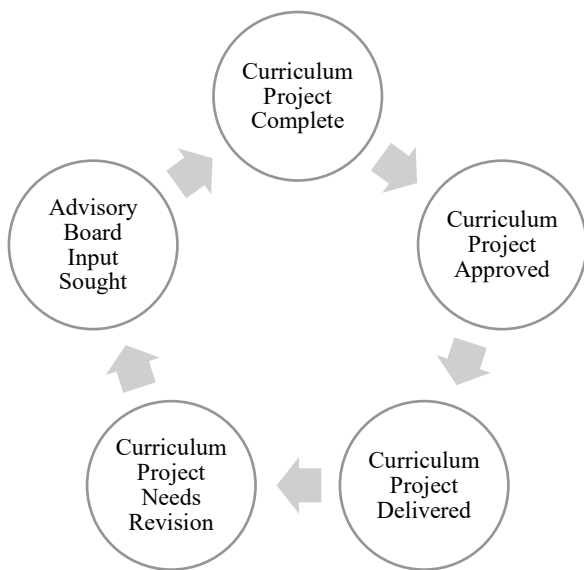 Curriculum
Project
Complete
Curriculum
Project
Approved
Curriculum
Project
Delivered
Curriculum
Project
Needs
Revision
Advisory
Board
Input
Sought